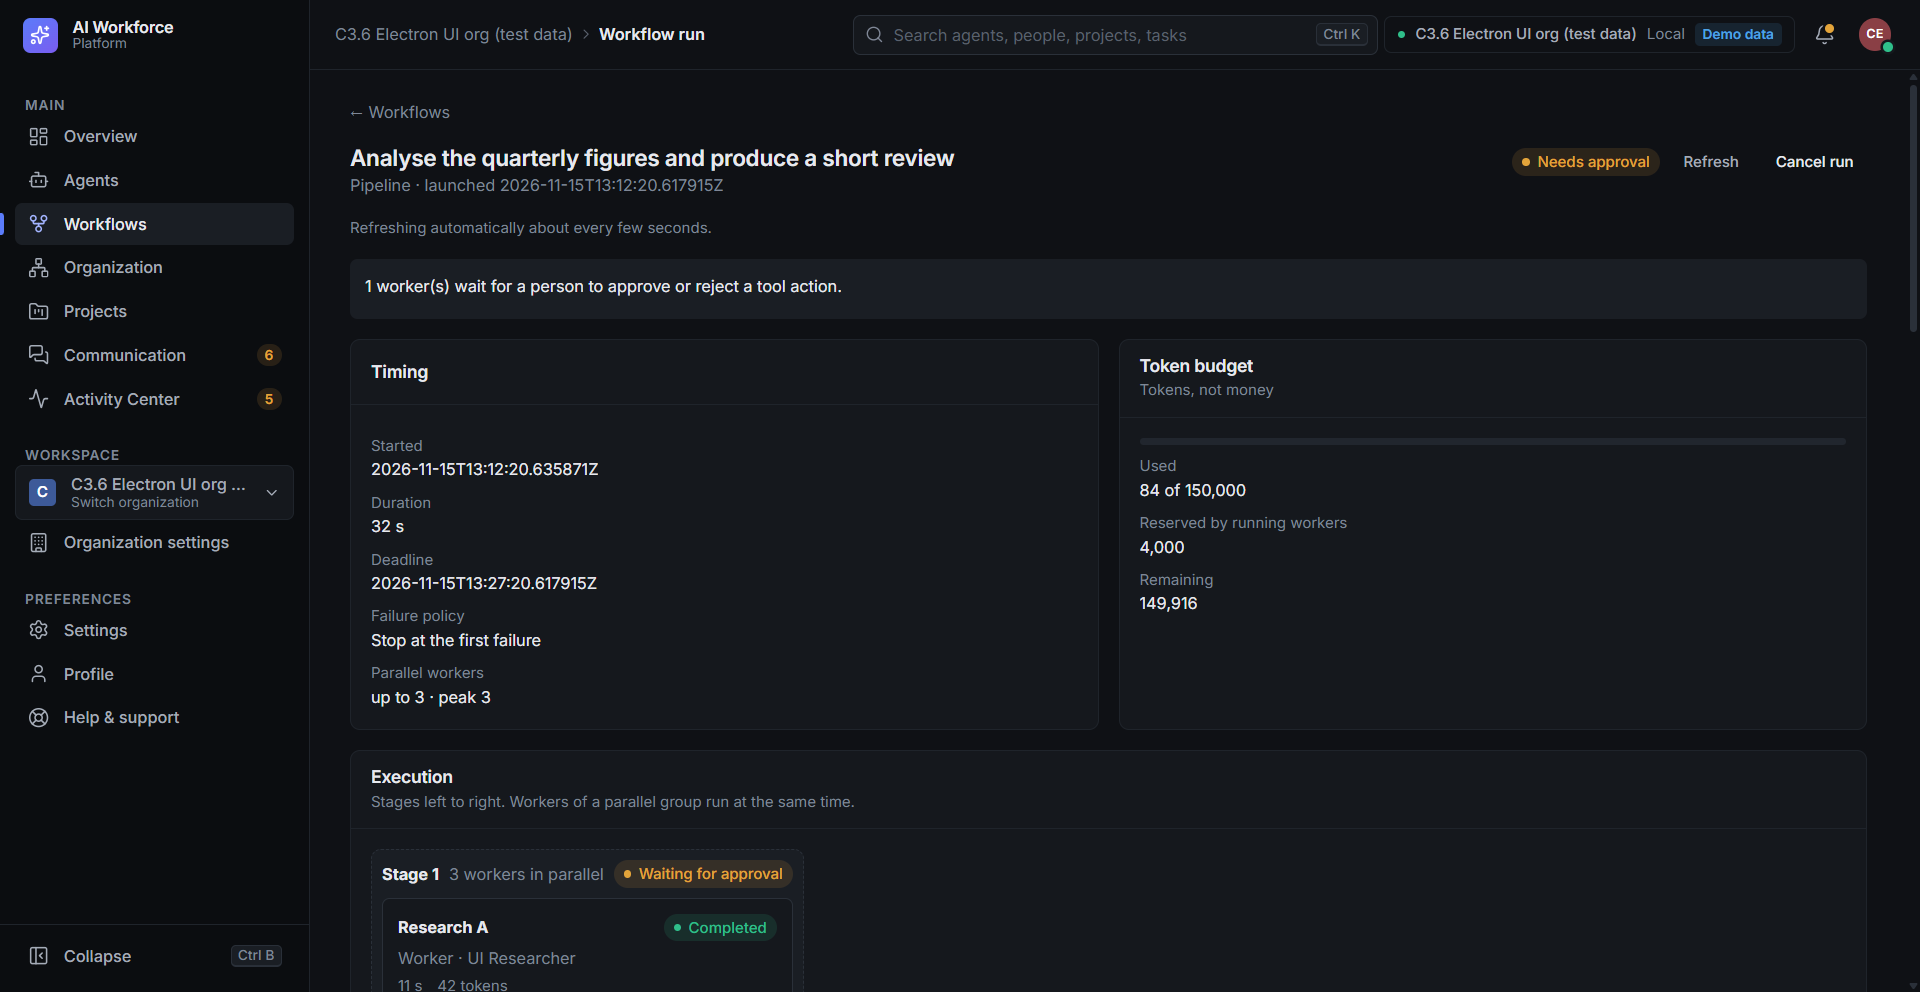 AI Workforce
Platform
MAIN
Overview
Agents
Workflows
Organization
Projects
Communication 6
Activity Center 5
WORKSPACE
C
C3.6 Electron UI org ...
Switch organization
Organization settings
PREFERENCES
Settings
Profile
Help & support
Collapse Ctrl B
C3.6 Electron UI org (test data) > Workflow run
Search agents, people, projects, tasks Ctrl K
C3.6 Electron UI org (test data) Local Demo data
CE
← Workflows
Analyse the quarterly figures and produce a short review
Pipeline · launched 2026-11-15T13:12:20.617915Z
Needs approval Refresh Cancel run
Refreshing automatically about every few seconds.
1 worker(s) wait for a person to approve or reject a tool action.
Timing
Started
2026-11-15T13:12:20.635871Z
Duration
32 s
Deadline
2026-11-15T13:27:20.617915Z
Failure policy
Stop at the first failure
Parallel workers
up to 3 · peak 3
Token budget
Tokens, not money
Used
84 of 150,000
Reserved by running workers
4,000
Remaining
149,916
Execution
Stages left to right. Workers of a parallel group run at the same time.
Stage 1 3 workers in parallel Waiting for approval
Research A Completed
Worker · UI Researcher
11 s 42 tokens